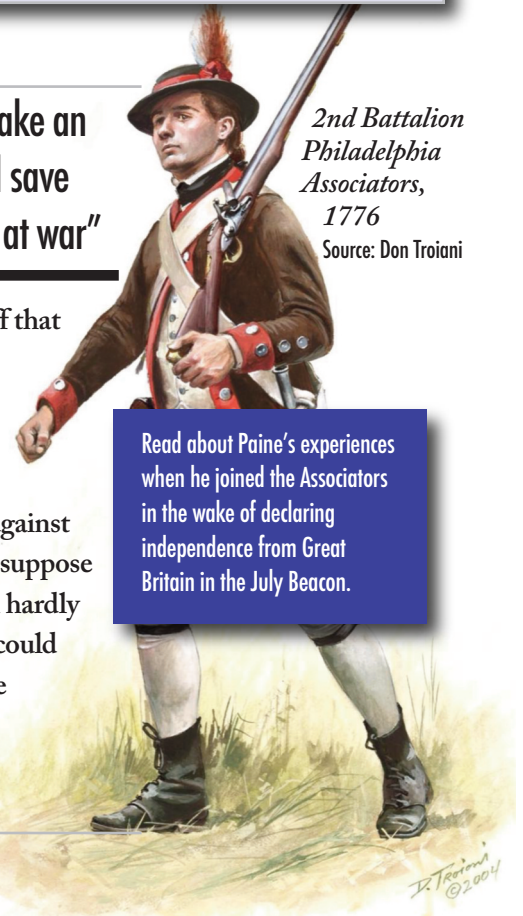 ake an
save
at war”
2nd Battalion
Philadelphia
Associators,
1776
Source: Don Troiani
f that
Read about Paine’s experiences
when he joined the Associators
in the wake of declaring
independence from Great
Britain in the July Beacon.
gainst
suppose
hardly
could
e
D. Troiani
©2004